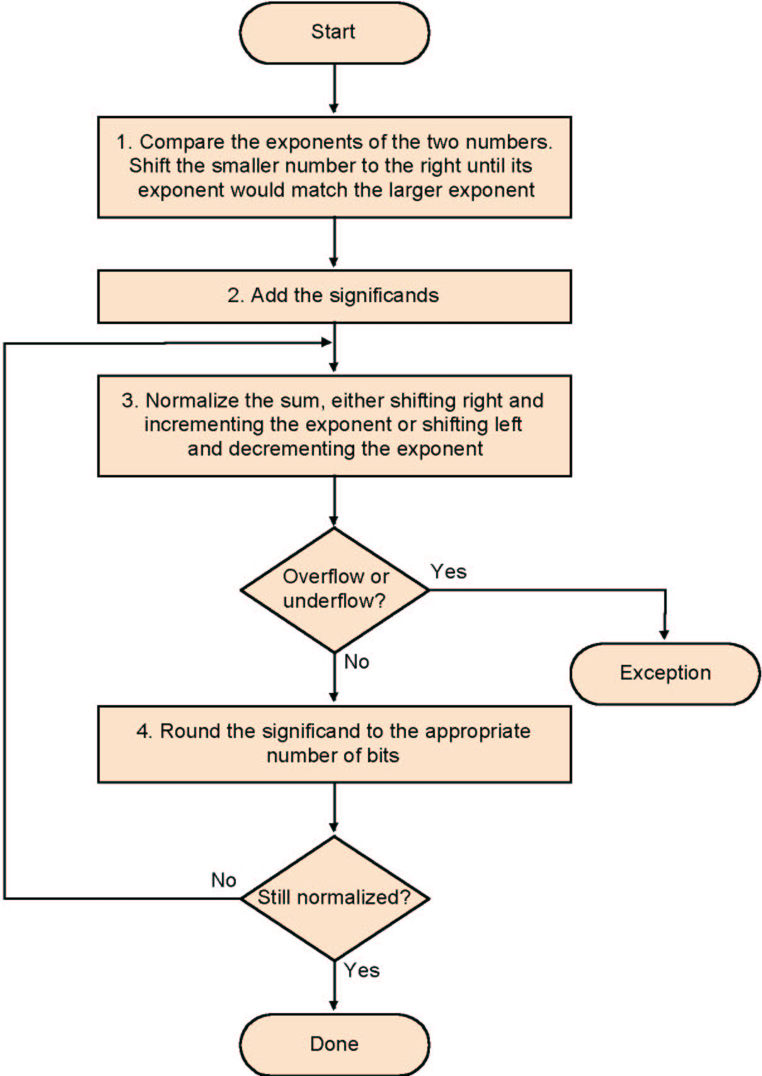 Start
1. Compare the exponents of the two numbers.
Shift the smaller number to the right until its
exponent would match the larger exponent
2. Add the significands
3. Normalize the sum, either shifting right and
incrementing the exponent or shifting left
and decrementing the exponent
Overflow or
underflow?
Yes
No
Exception
4. Round the significand to the appropriate
number of bits
No
Still normalized?
Yes
Done